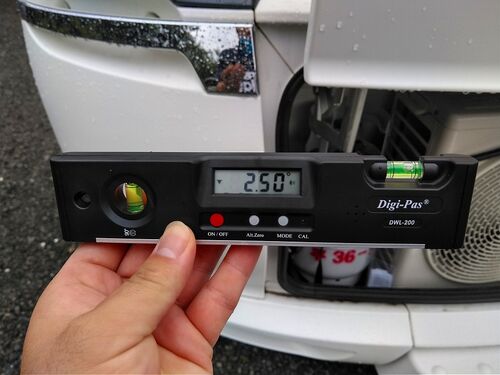 2.50°
Digi-Pas®
DWL-200
ON / OFF
Alt.Zero
MODE
CAL
36